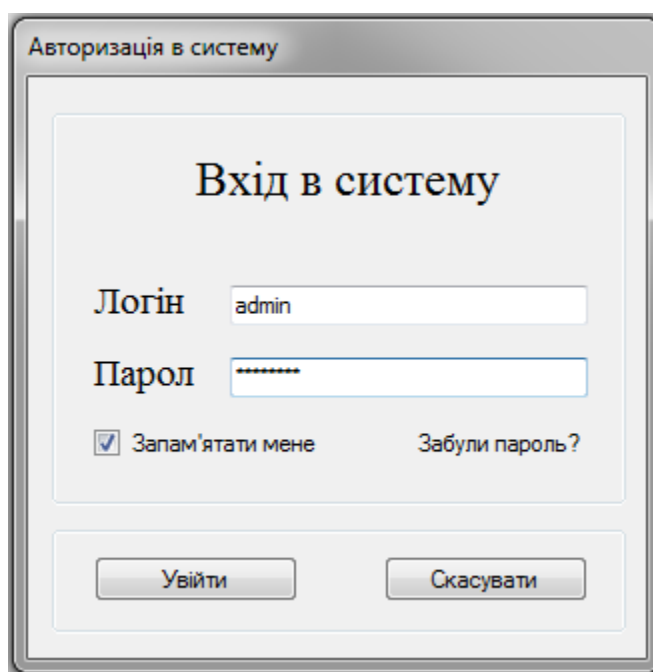 Авторизація в систему
Вхід в систему
Логін admin
Парол ********
Запам'ятати мене Забули пароль?
Увійти Скасувати